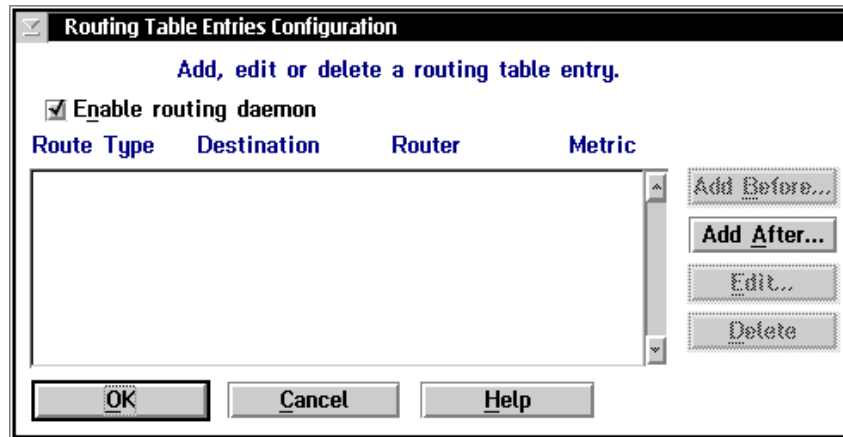 Routing Table Entries Configuration
Add, edit or delete a routing table entry.
Enable routing daemon
Route Type Destination Router Metric
Add Before...
Add After...
Edit...
Delete
OK Cancel Help